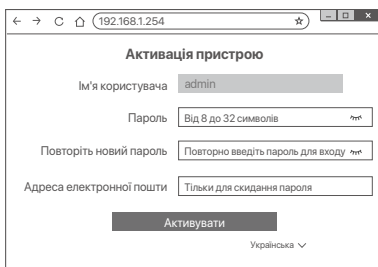 192.168.1.254
Активація пристрою
Ім'я користувача admin
Пароль Від 8 до 32 символів
Повторіть новий пароль Повторно введіть пароль для входу
Адреса електронної пошти Тільки для скидання пароля
Активувати
Українська